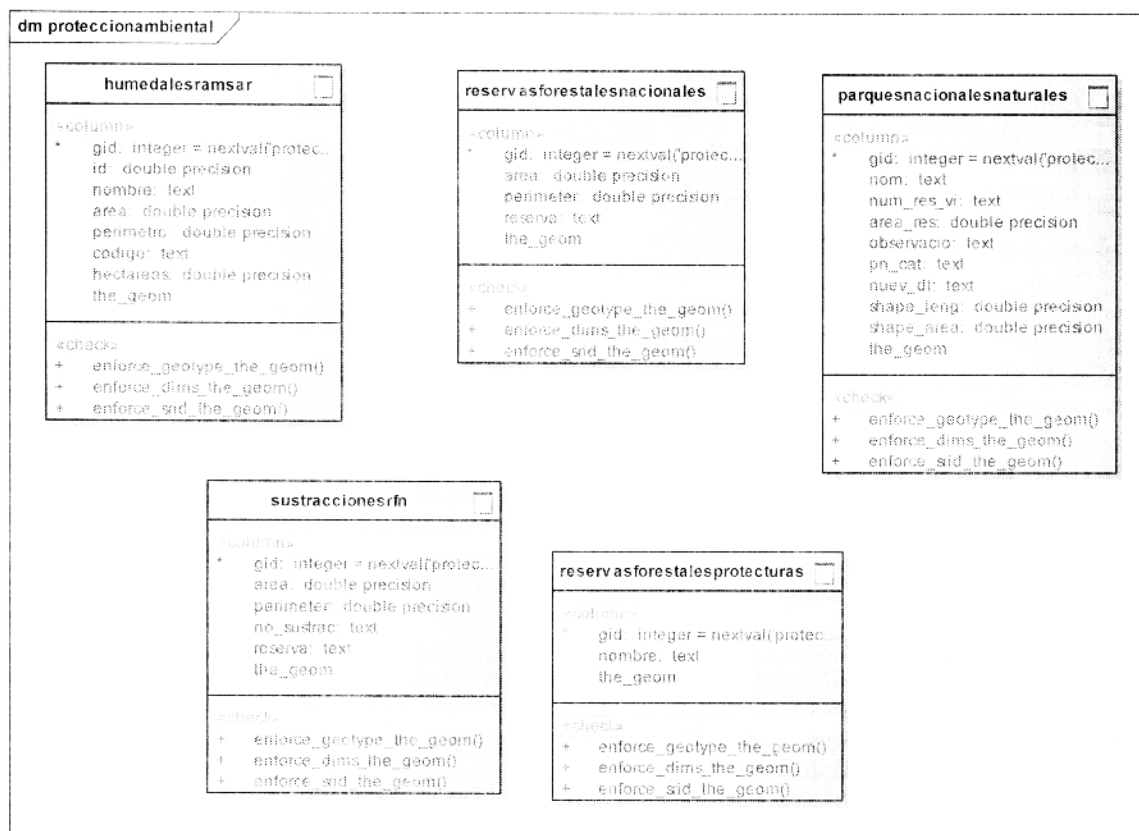 dm proteccionambiental
humedalesramsar
«column»
* gid: integer = nextval('protec...
id: double precision
nombre: text
area: double precision
perimetro: double precision
codigo: text
hectareas: double precision
the_geom
«check»
+ enforce_geotype_the_geom()
+ enforce_dims_the_geom()
+ enforce_srid_the_geom()
reservasforestalesnacionales
«column»
* gid: integer = nextval('protec...
area: double precision
perimeter: double precision
reserva: text
the_geom
«check»
+ enforce_geotype_the_geom()
+ enforce_dims_the_geom()
+ enforce_srid_the_geom()
parquesnacionalesnaturales
«column»
* gid: integer = nextval('protec...
nom: text
num_res_vi: text
area_res: double precision
observacio: text
pn_cat: text
nuev_dt: text
shape_leng: double precision
shape_area: double precision
the_geom
«check»
+ enforce_geotype_the_geom()
+ enforce_dims_the_geom()
+ enforce_srid_the_geom()
sustraccionesrfn
«column»
* gid: integer = nextval('protec...
area: double precision
perimeter: double precision
no_sustrac: text
reserva: text
the_geom
«check»
+ enforce_geotype_the_geom()
+ enforce_dims_the_geom()
+ enforce_srid_the_geom()
reservasforestalesprotecturas
«column»
* gid: integer = nextval('protec...
nombre: text
the_geom
«check»
+ enforce_geotype_the_geom()
+ enforce_dims_the_geom()
+ enforce_srid_the_geom()